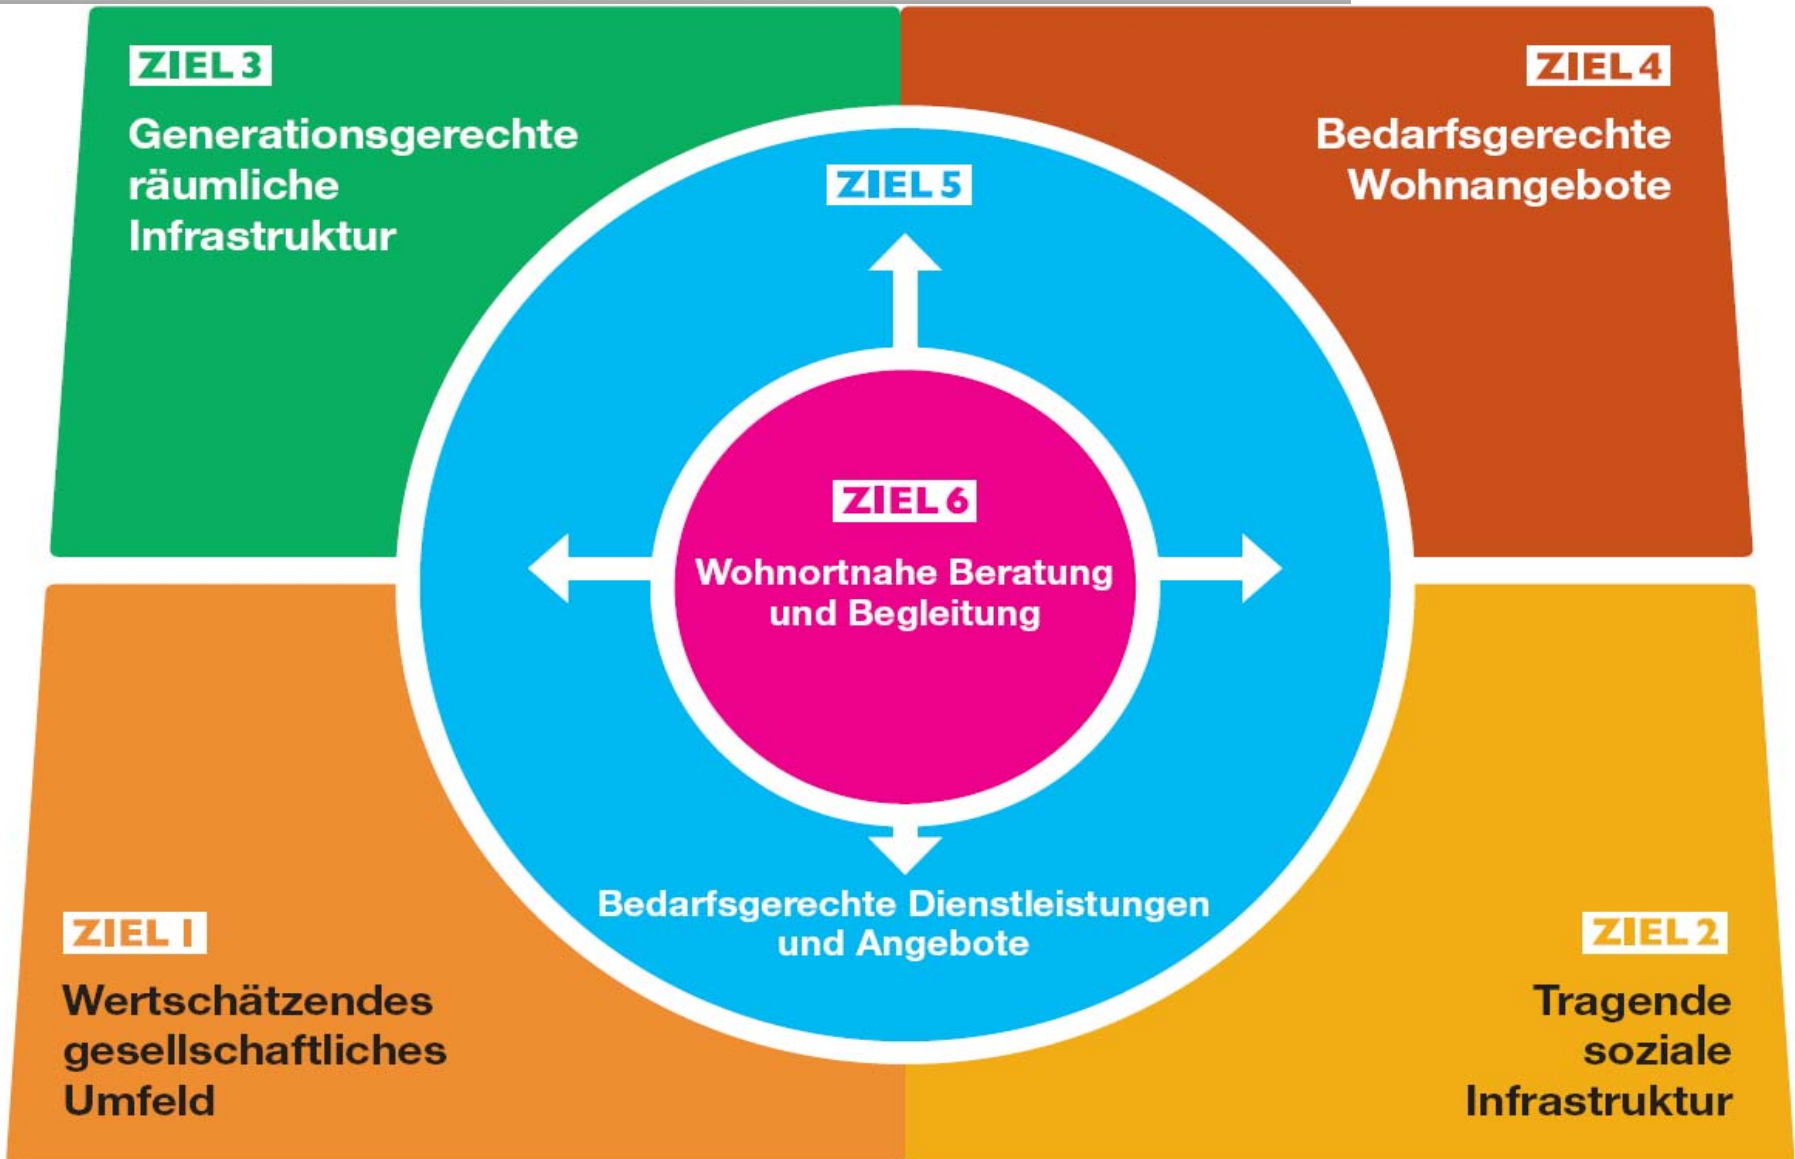 ZIEL 3
Generationsgerechte
räumliche
Infrastruktur
ZIEL 4
Bedarfsgerechte
Wohnangebote
ZIEL 5
ZIEL 6
Wohnortnahe Beratung
und Begleitung
Bedarfsgerechte Dienstleistungen
und Angebote
ZIEL 1
Wertschätzendes
gesellschaftliches
Umfeld
ZIEL 2
Tragende
soziale
Infrastruktur